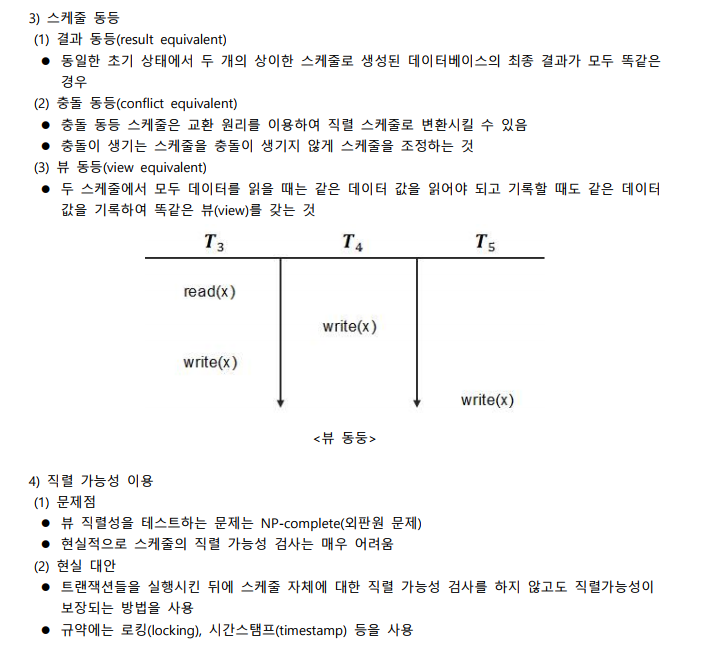 3) 스케줄 동등
(1) 결과 동등(result equivalent)
● 동일한 초기 상태에서 두 개의 상이한 스케줄로 생성된 데이터베이스의 최종 결과가 모두 똑같은
경우
(2) 충돌 동등(conflict equivalent)
● 충돌 동등 스케줄은 교환 원리를 이용하여 직렬 스케줄로 변환시킬 수 있음
● 충돌이 생기는 스케줄을 충돌이 생기지 않게 스케줄을 조정하는 것
(3) 뷰 동등(view equivalent)
● 두 스케줄에서 모두 데이터를 읽을 때는 같은 데이터 값을 읽어야 되고 기록할 때도 같은 데이터
값을 기록하여 똑같은 뷰(view)를 갖는 것
T3 T4 T5
read(x)
write(x)
write(x)
write(x)
<뷰 동둥>
4) 직렬 가능성 이용
(1) 문제점
● 뷰 직렬성을 테스트하는 문제는 NP-complete(외판원 문제)
● 현실적으로 스케줄의 직렬 가능성 검사는 매우 어려움
(2) 현실 대안
● 트랜잭션들을 실행시킨 뒤에 스케줄 자체에 대한 직렬 가능성 검사를 하지 않고도 직렬가능성이
보장되는 방법을 사용
● 규약에는 로킹(locking), 시간스탬프(timestamp) 등을 사용